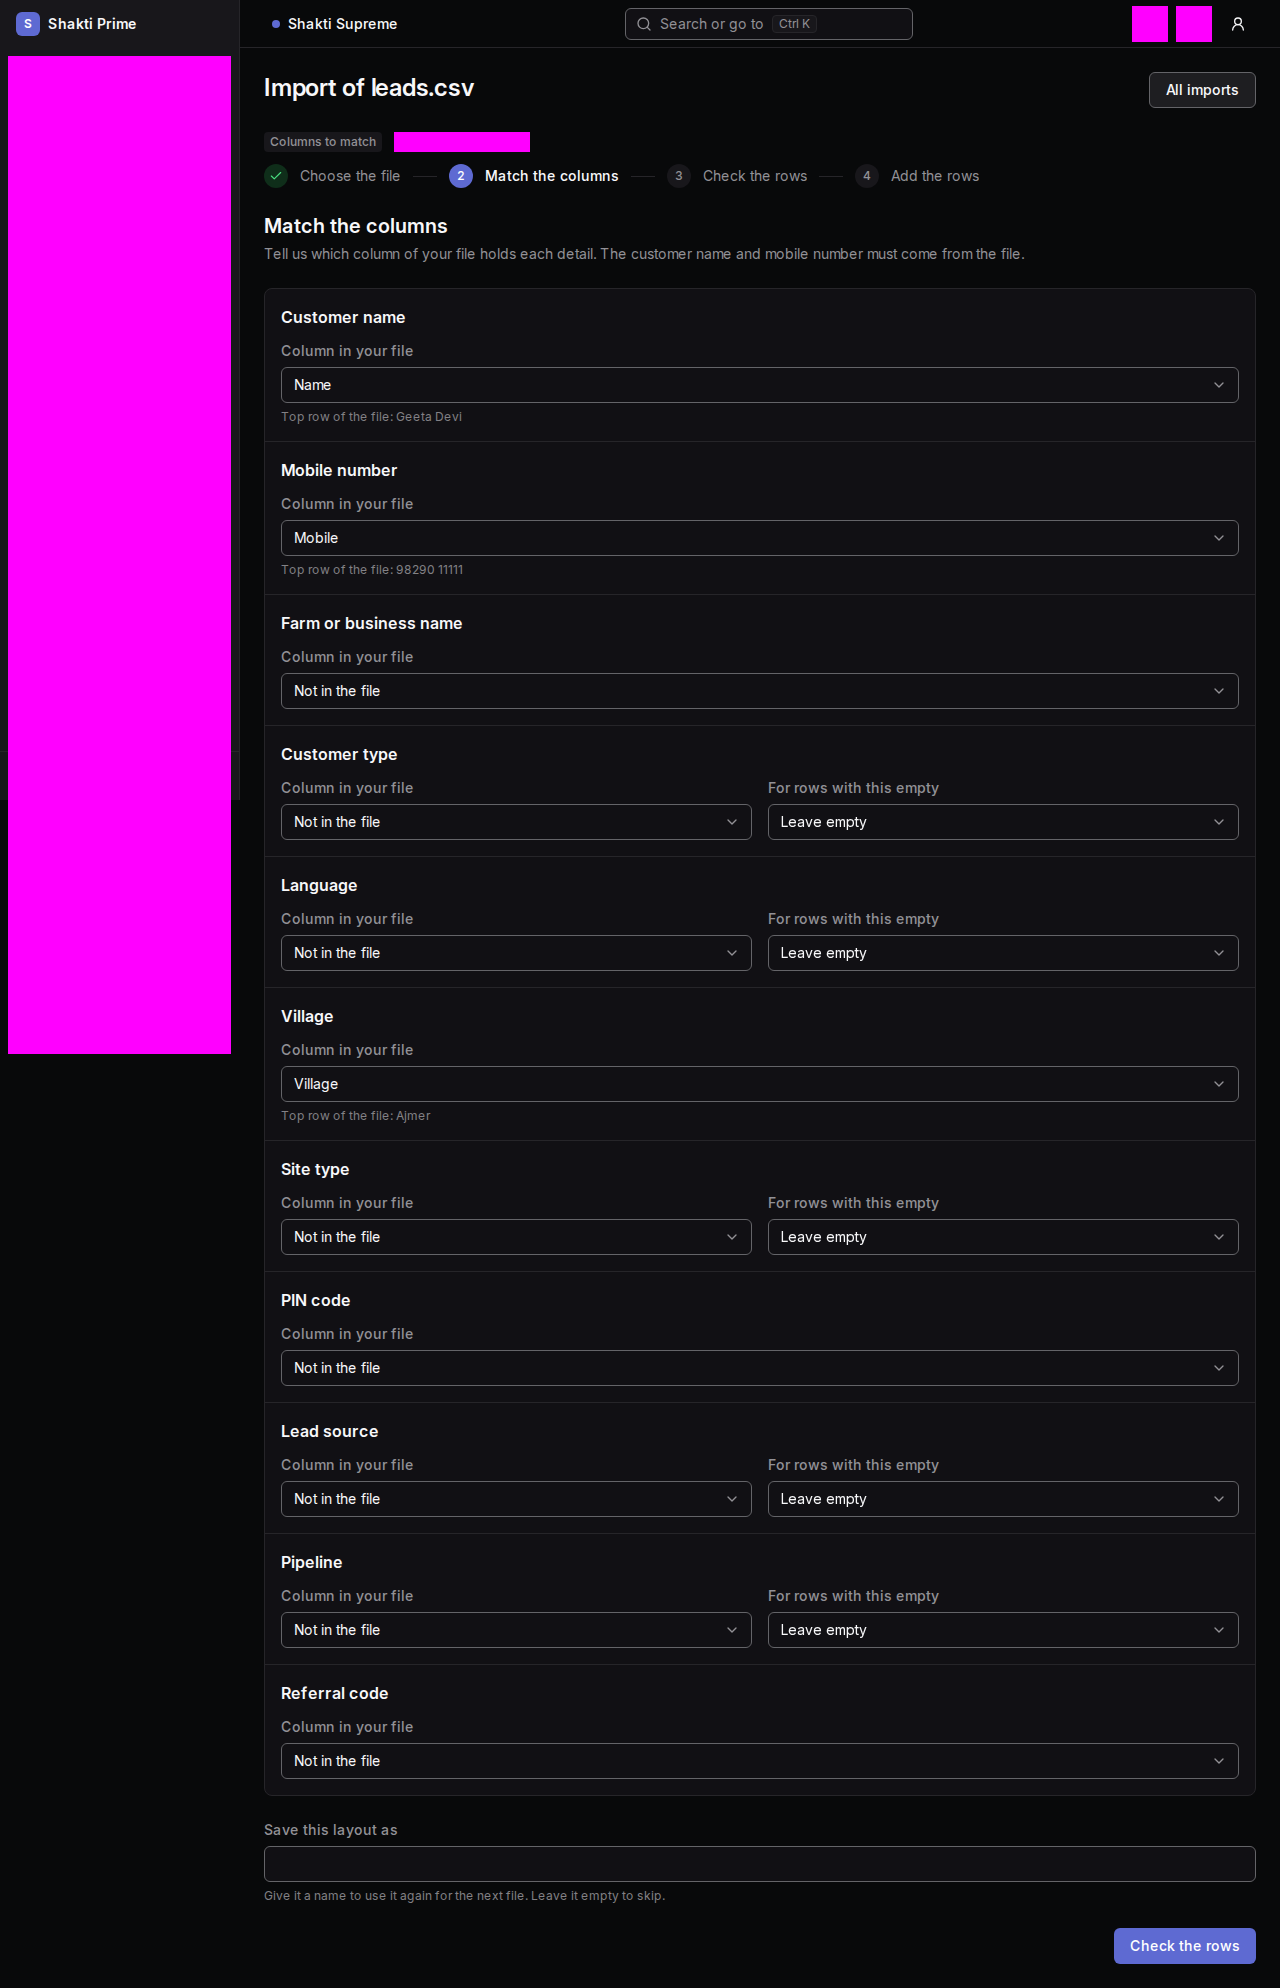 S Shakti Prime
Shakti Supreme
Search or go to Ctrl K
Import of leads.csv
All imports
Columns to match
Choose the file
2 Match the columns
3 Check the rows
4 Add the rows
Match the columns
Tell us which column of your file holds each detail. The customer name and mobile number must come from the file.
Customer name
Column in your file
Name
Top row of the file: Geeta Devi
Mobile number
Column in your file
Mobile
Top row of the file: 98290 11111
Farm or business name
Column in your file
Not in the file
Customer type
Column in your file
For rows with this empty
Not in the file
Leave empty
Language
Column in your file
For rows with this empty
Not in the file
Leave empty
Village
Column in your file
Village
Top row of the file: Ajmer
Site type
Column in your file
For rows with this empty
Not in the file
Leave empty
PIN code
Column in your file
Not in the file
Lead source
Column in your file
For rows with this empty
Not in the file
Leave empty
Pipeline
Column in your file
For rows with this empty
Not in the file
Leave empty
Referral code
Column in your file
Not in the file
Save this layout as
Give it a name to use it again for the next file. Leave it empty to skip.
Check the rows